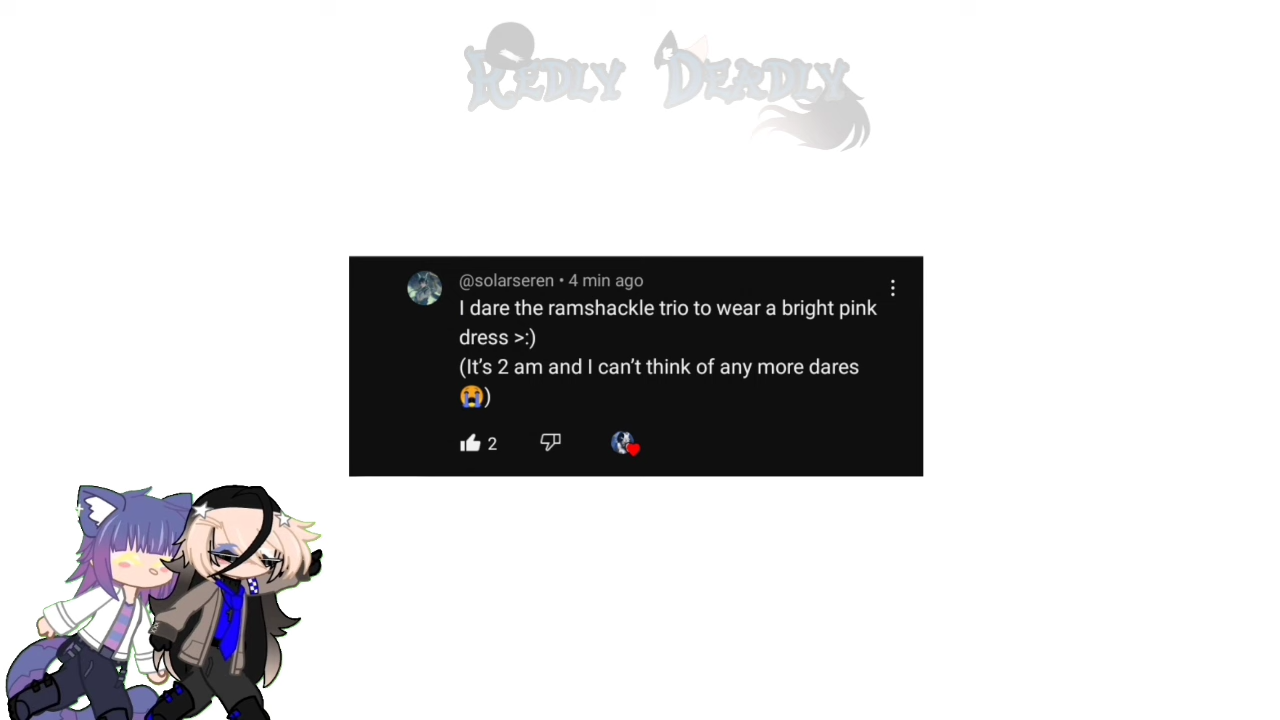 REDLY DEADLY
@solarseren • 4 min ago
I dare the ramshackle trio to wear a bright pink
dress >:)
(It’s 2 am and I can’t think of any more dares
😭)
2